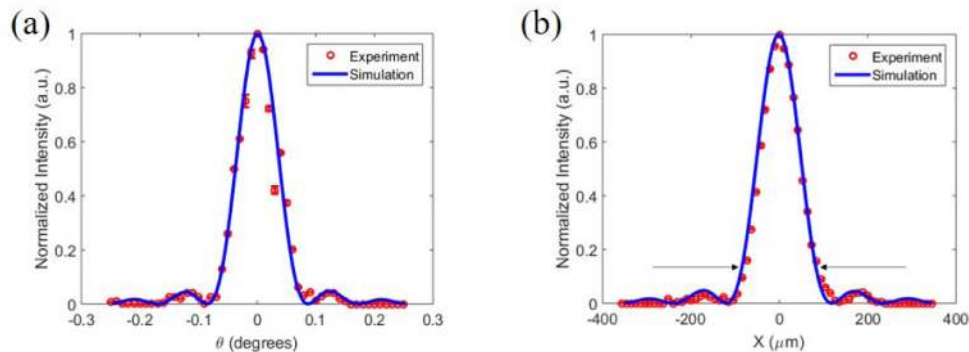 (a)
1
0.8
0.6
0.4
0.2
0
-0.3 -0.2 -0.1 0 0.1 0.2 0.3
Normalized Intensity (a.u.)
θ (degrees)
Experiment
Simulation
(b)
1
0.8
0.6
0.4
0.2
0
-400 -200 0 200 400
Normalized Intensity (a.u.)
X (μm)
Experiment
Simulation